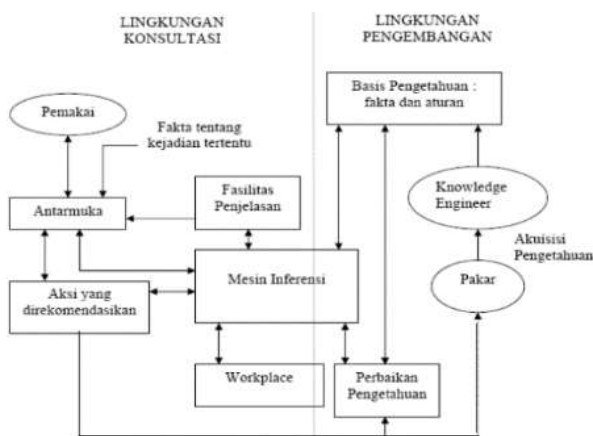 LINGKUNGAN
KONSULTASI
LINGKUNGAN
PENGEMBANGAN
Pemakai
Fakta tentang
kejadian tertentu
Basis Pengetahuan :
fakta dan aturan
Fasilitas
Penjelasan
Knowledge
Engineer
Antarmuka
Akuisisi
Pengetahuan
Mesin Inferensi
Pakar
Aksi yang
direkomendasikan
Workplace
Perbaikan
Pengetahuan